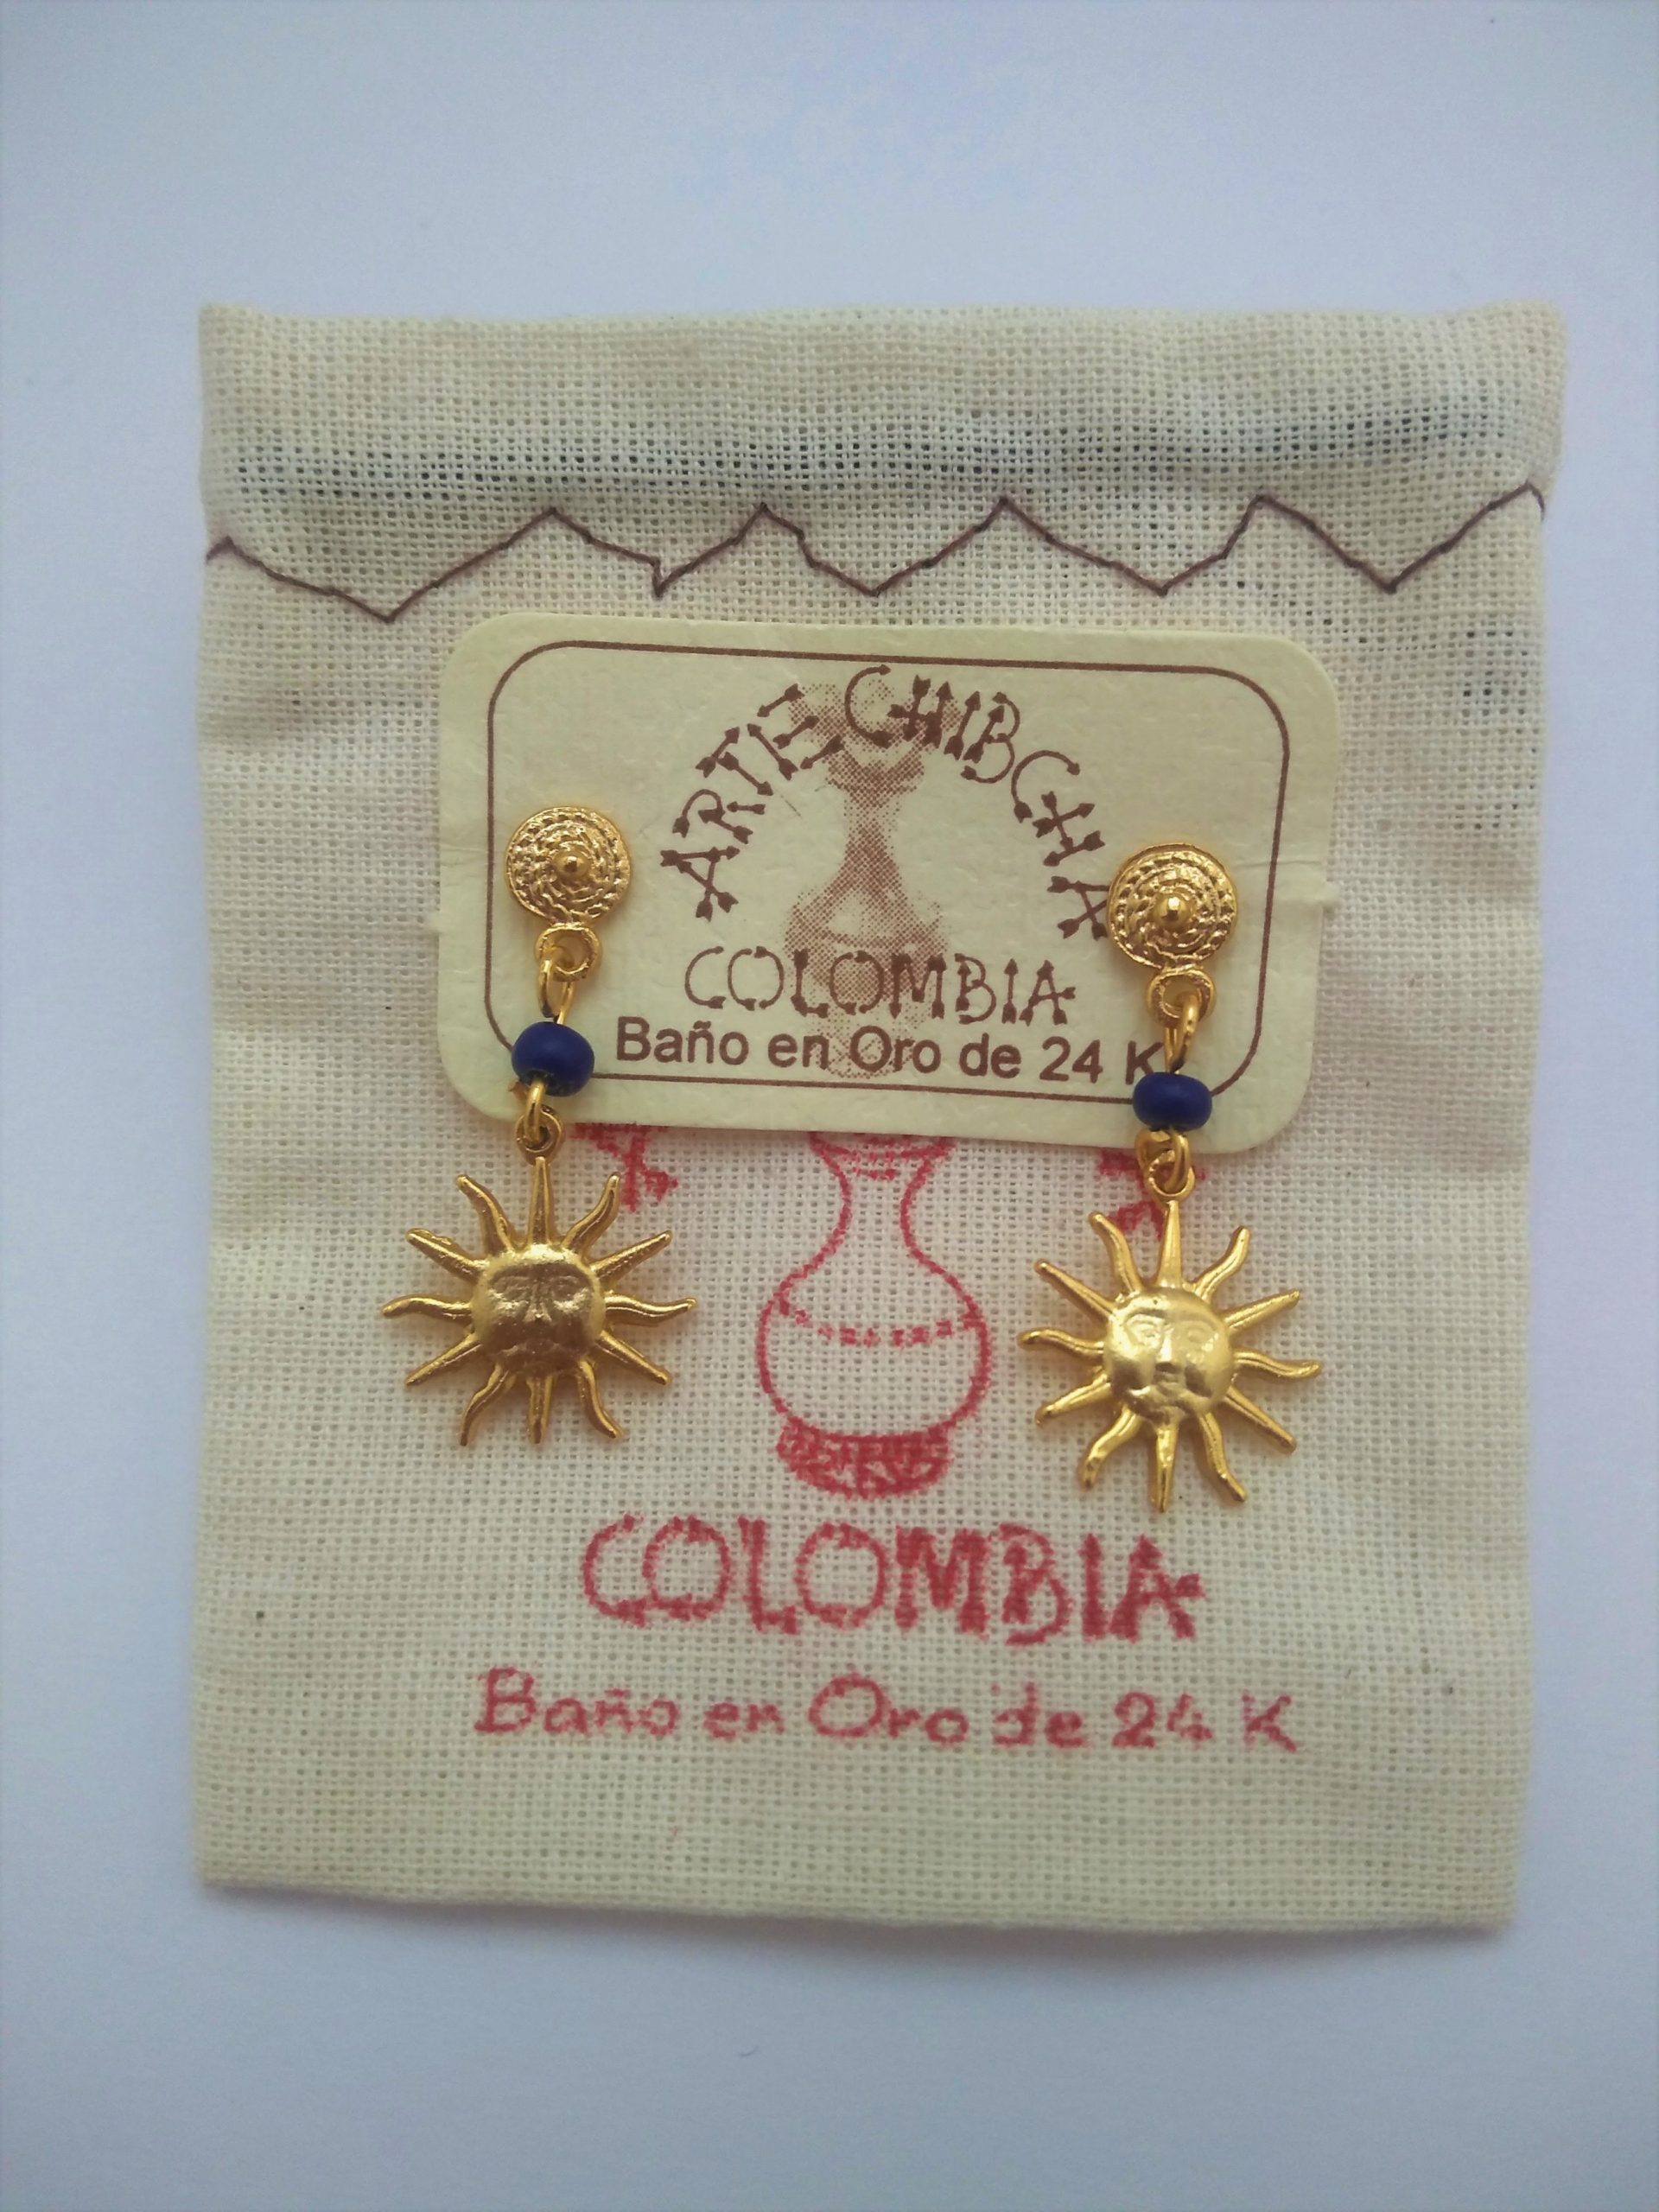 ARTE CHIBCHA
COLOMBIA
Baño en Oro de 24 K
COLOMBIA
Baño en Oro de 24 K